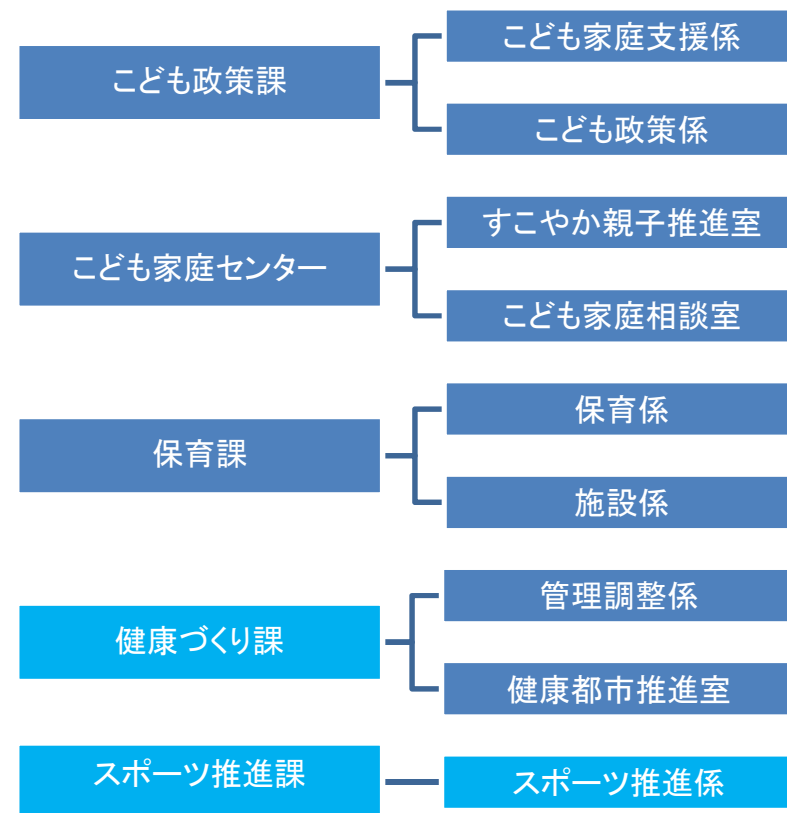 こども政策課
こども家庭支援係
こども政策係
こども家庭センター
すこやか親子推進室
こども家庭相談室
保育課
保育係
施設係
健康づくり課
管理調整係
健康都市推進室
スポーツ推進課
スポーツ推進係